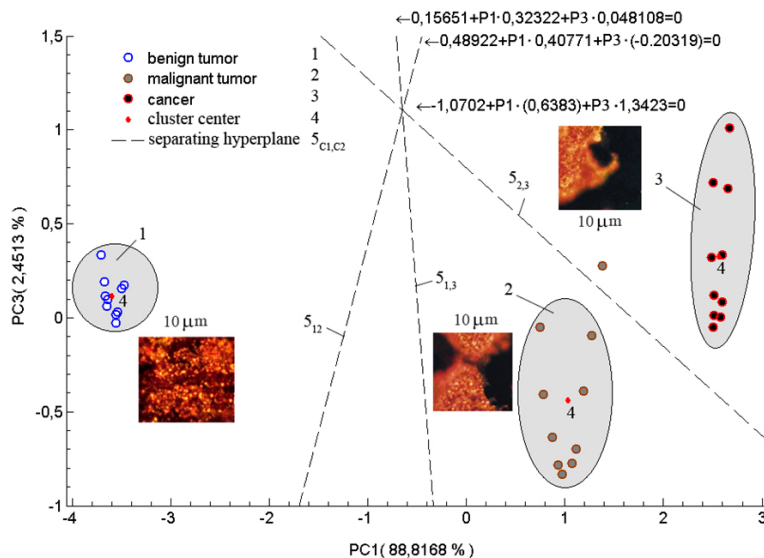 0,15651+P1·0,32322+P3·0,048108=0
0,48922+P1·0,40771+P3·(-0.20319)=0
-1,0702+P1·(0,6383)+P3·1,3423=0
benign tumor 1
malignant tumor 2
cancer 3
cluster center 4
separating hyperplane 5C1,C2
1,5
1
0,5
0
-0,5
-1
PC3( 2,4513 %)
1
4
10 μm
512
51,3
52,3
10 μm
3
4
2
10 μm
4
-4 -3 -2 -1 0 1 2 3
PC1( 88,8168 %)